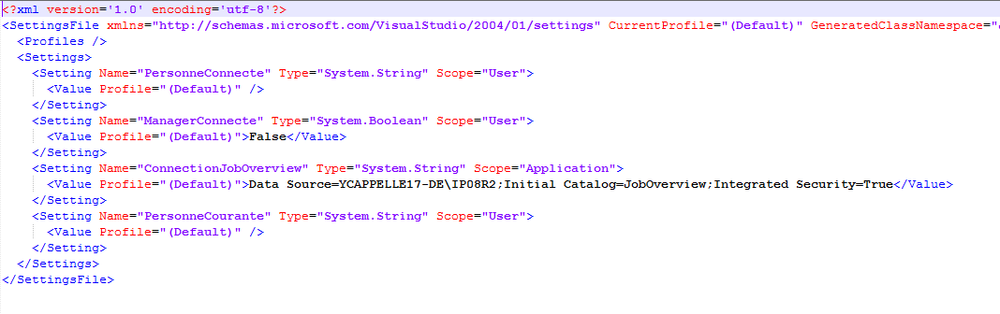 <?xml version='1.0' encoding='utf-8'?>
<SettingsFile xmlns="http://schemas.microsoft.com/VisualStudio/2004/01/settings" CurrentProfile="(Default)" GeneratedClassNamespace="
<Profiles />
<Settings>
<Setting Name="PersonneConnecte" Type="System.String" Scope="User">
<Value Profile="(Default)" />
</Setting>
<Setting Name="ManagerConnecte" Type="System.Boolean" Scope="User">
<Value Profile="(Default)">False</Value>
</Setting>
<Setting Name="ConnectionJobOverview" Type="System.String" Scope="Application">
<Value Profile="(Default)">Data Source=YCAPPELLE17-DE\IP08R2;Initial Catalog=JobOverview;Integrated Security=True</Value>
</Setting>
<Setting Name="PersonneCourante" Type="System.String" Scope="User">
<Value Profile="(Default)" />
</Setting>
</Settings>
</SettingsFile>